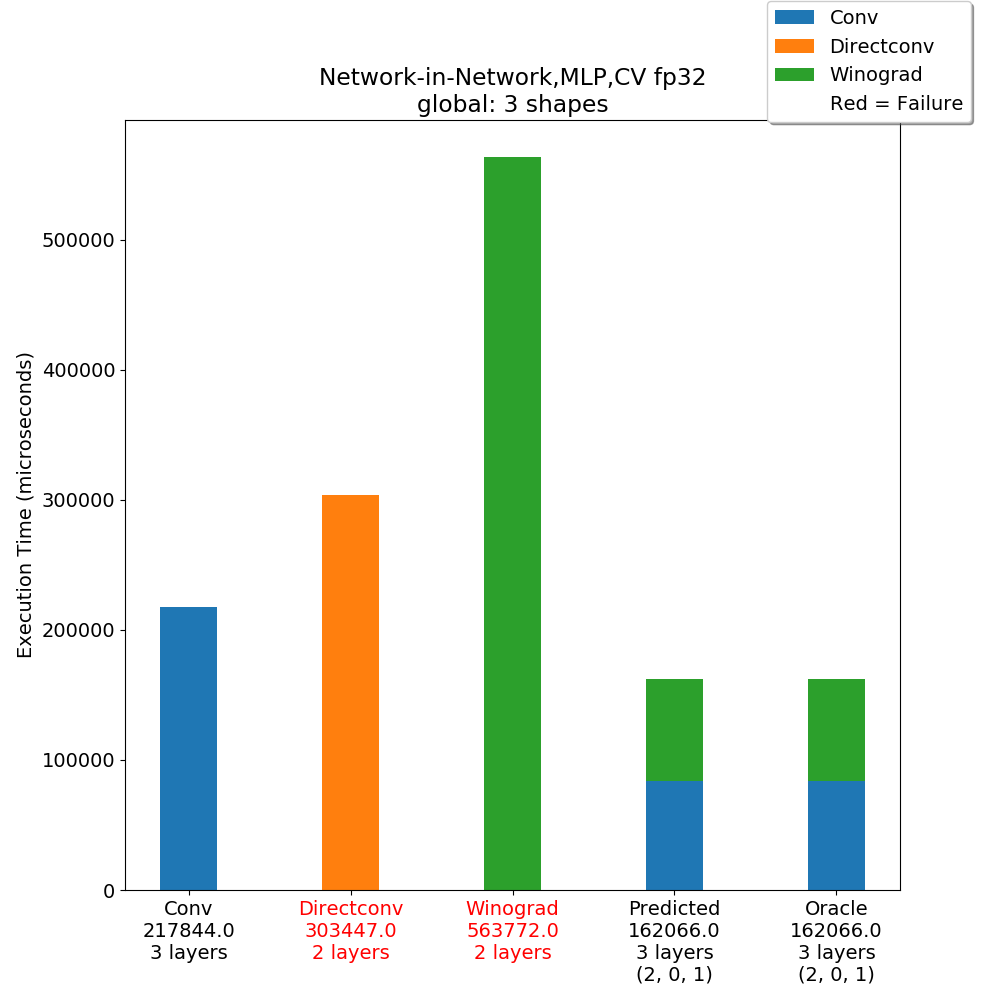 Conv
Directconv
Winograd
Red = Failure
Network-in-Network,MLP,CV fp32
global: 3 shapes
Execution Time (microseconds)
500000
400000
300000
200000
100000
0
Conv
217844.0
3 layers
Directconv
303447.0
2 layers
Winograd
563772.0
2 layers
Predicted
162066.0
3 layers
(2, 0, 1)
Oracle
162066.0
3 layers
(2, 0, 1)